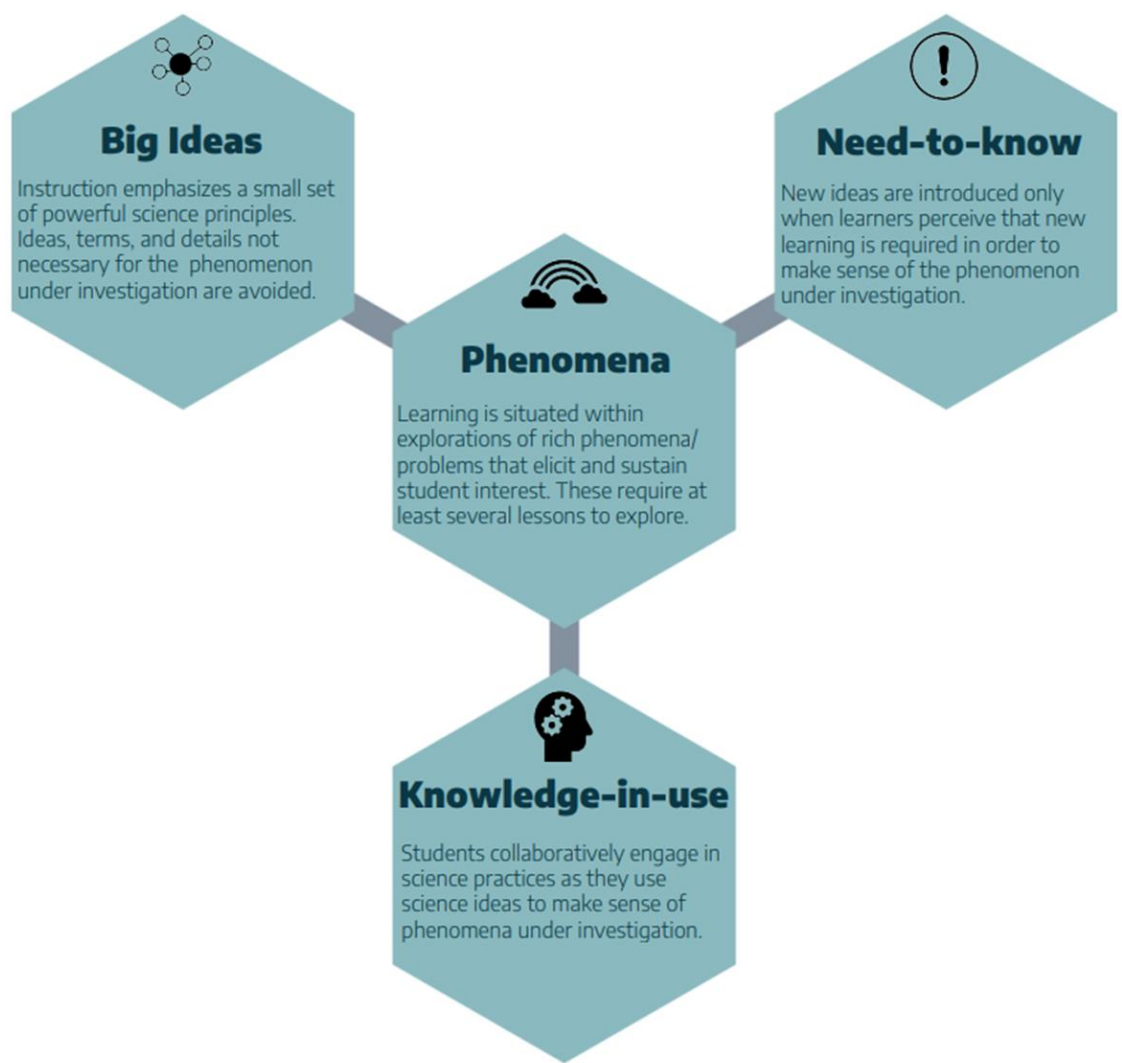 Big Ideas
Instruction emphasizes a small set
of powerful science principles.
Ideas, terms, and details not
necessary for the phenomenon
under investigation are avoided.
Need-to-know
New ideas are introduced only
when learners perceive that new
learning is required in order to
make sense of the phenomenon
under investigation.
Phenomena
Learning is situated within
explorations of rich phenomena/
problems that elicit and sustain
student interest. These require at
least several lessons to explore.
Knowledge-in-use
Students collaboratively engage in
science practices as they use
science ideas to make sense of
phenomena under investigation.